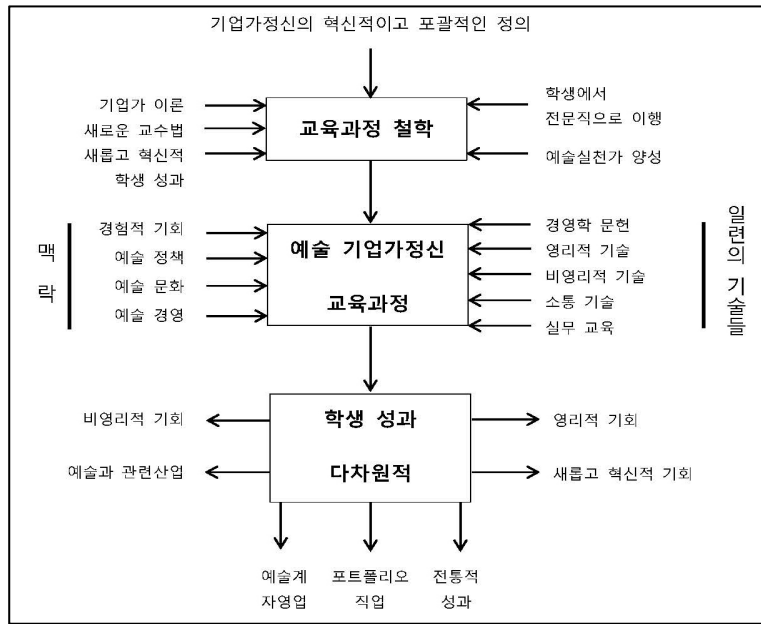 기업가정신의 혁신적이고 포괄적인 정의
기업가 이론
새로운 교수법
새롭고 혁신적
학생 성과
교육과정 철학
학생에서
전문직으로 이행
예술실천가 양성
맥락
경험적 기회
예술 정책
예술 문화
예술 경영
예술 기업가정신
교육과정
경영학 문헌
영리적 기술
비영리적 기술
소통 기술
실무 교육
일련의 기술들
비영리적 기회
예술과 관련산업
학생 성과
다차원적
영리적 기회
새롭고 혁신적 기회
예술계
자영업
포트폴리오
직업
전통적
성과